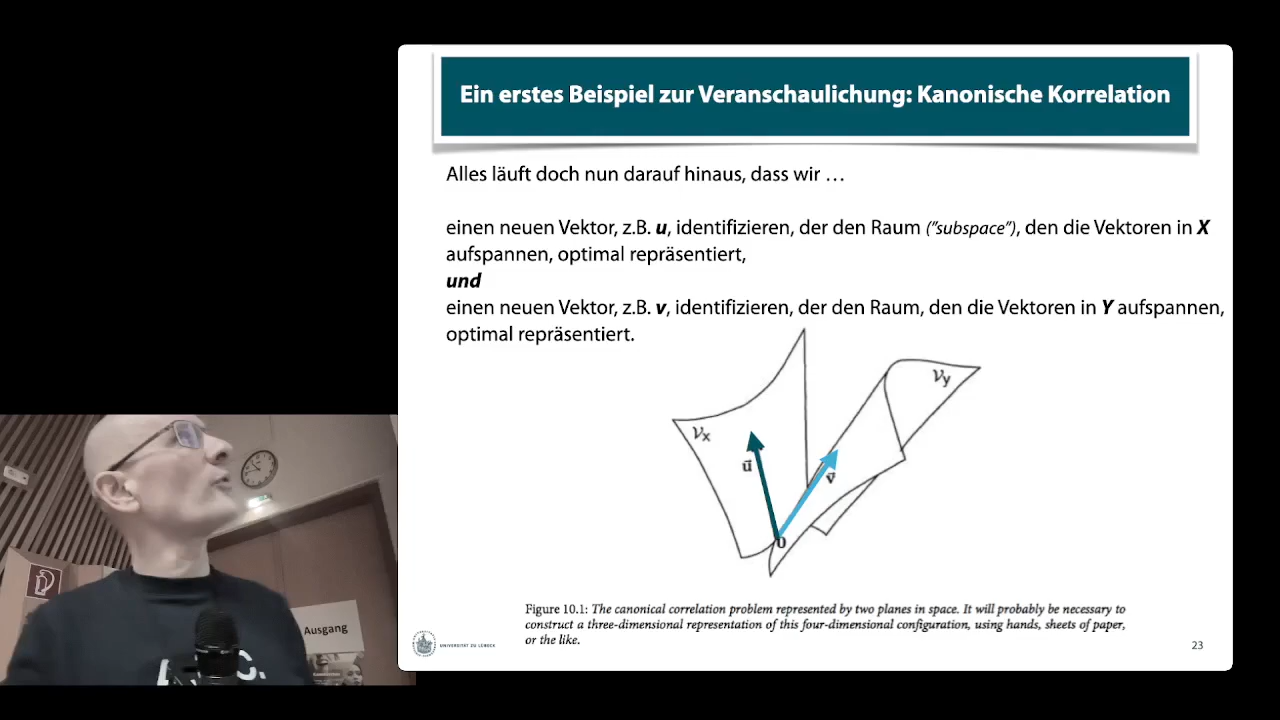 Ein erstes Beispiel zur Veranschaulichung: Kanonische Korrelation
Alles läuft doch nun darauf hinaus, dass wir …
einen neuen Vektor, z.B. u, identifizieren, der den Raum (”subspace”), den die Vektoren in X
aufspannen, optimal repräsentiert,
und
einen neuen Vektor, z.B. v, identifizieren, der den Raum, den die Vektoren in Y aufspannen,
optimal repräsentiert.
𝒱x
𝒱y
u⃗
v⃗
0
Figure 10.1: The canonical correlation problem represented by two planes in space. It will probably be necessary to
construct a three-dimensional representation of this four-dimensional configuration, using hands, sheets of paper,
or the like.
UNIVERSITÄT ZU LÜBECK
23
Ausgang